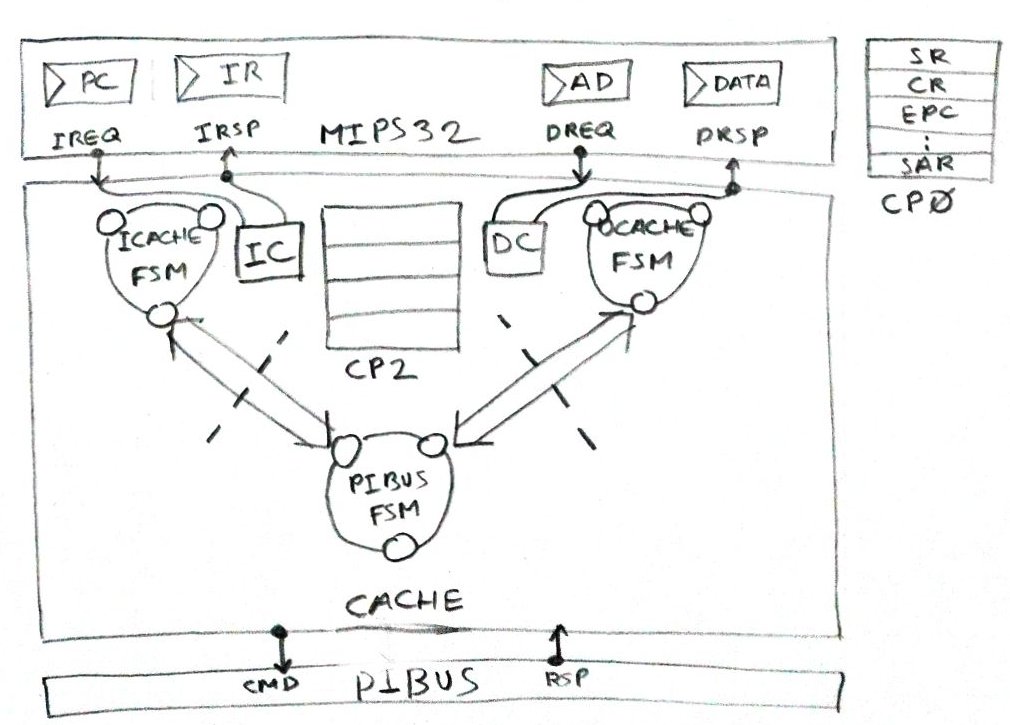 PC
IR
AD
DATA
IREQ
IRSP
MIPS32
DREQ
DRSP
SR
CR
EPC
:
SAR
CPØ
ICACHE
FSM
IC
DC
DCACHE
FSM
CP2
PIBUS
FSM
CACHE
CMD
PIBUS
RSP